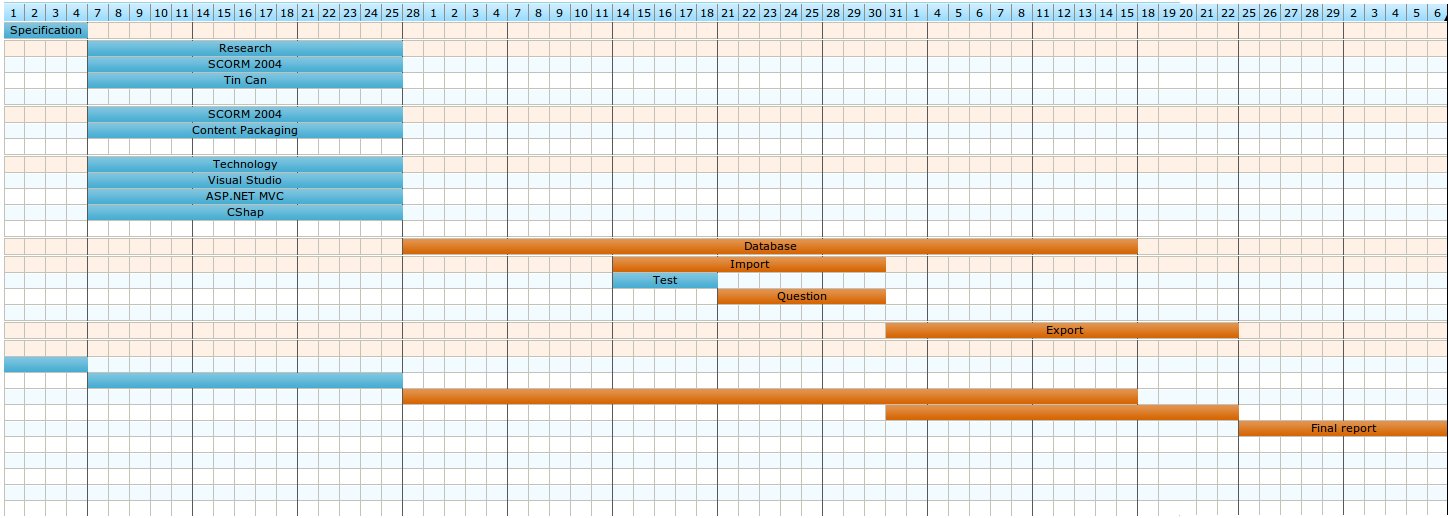 1 2 3 4 7 8 9 10 11 14 15 16 17 18 21 22 23 24 25 28 1 2 3 4 7 8 9 10 11 14 15 16 17 18 21 22 23 24 25 28 29 30 31 1 4 5 6 7 8 11 12 13 14 15 18 19 20 21 22 25 26 27 28 29 2 3 4 5 6
Specification
Research
SCORM 2004
Tin Can
SCORM 2004
Content Packaging
Technology
Visual Studio
ASP.NET MVC
CShap
Database
Import
Test
Question
Export
Final report